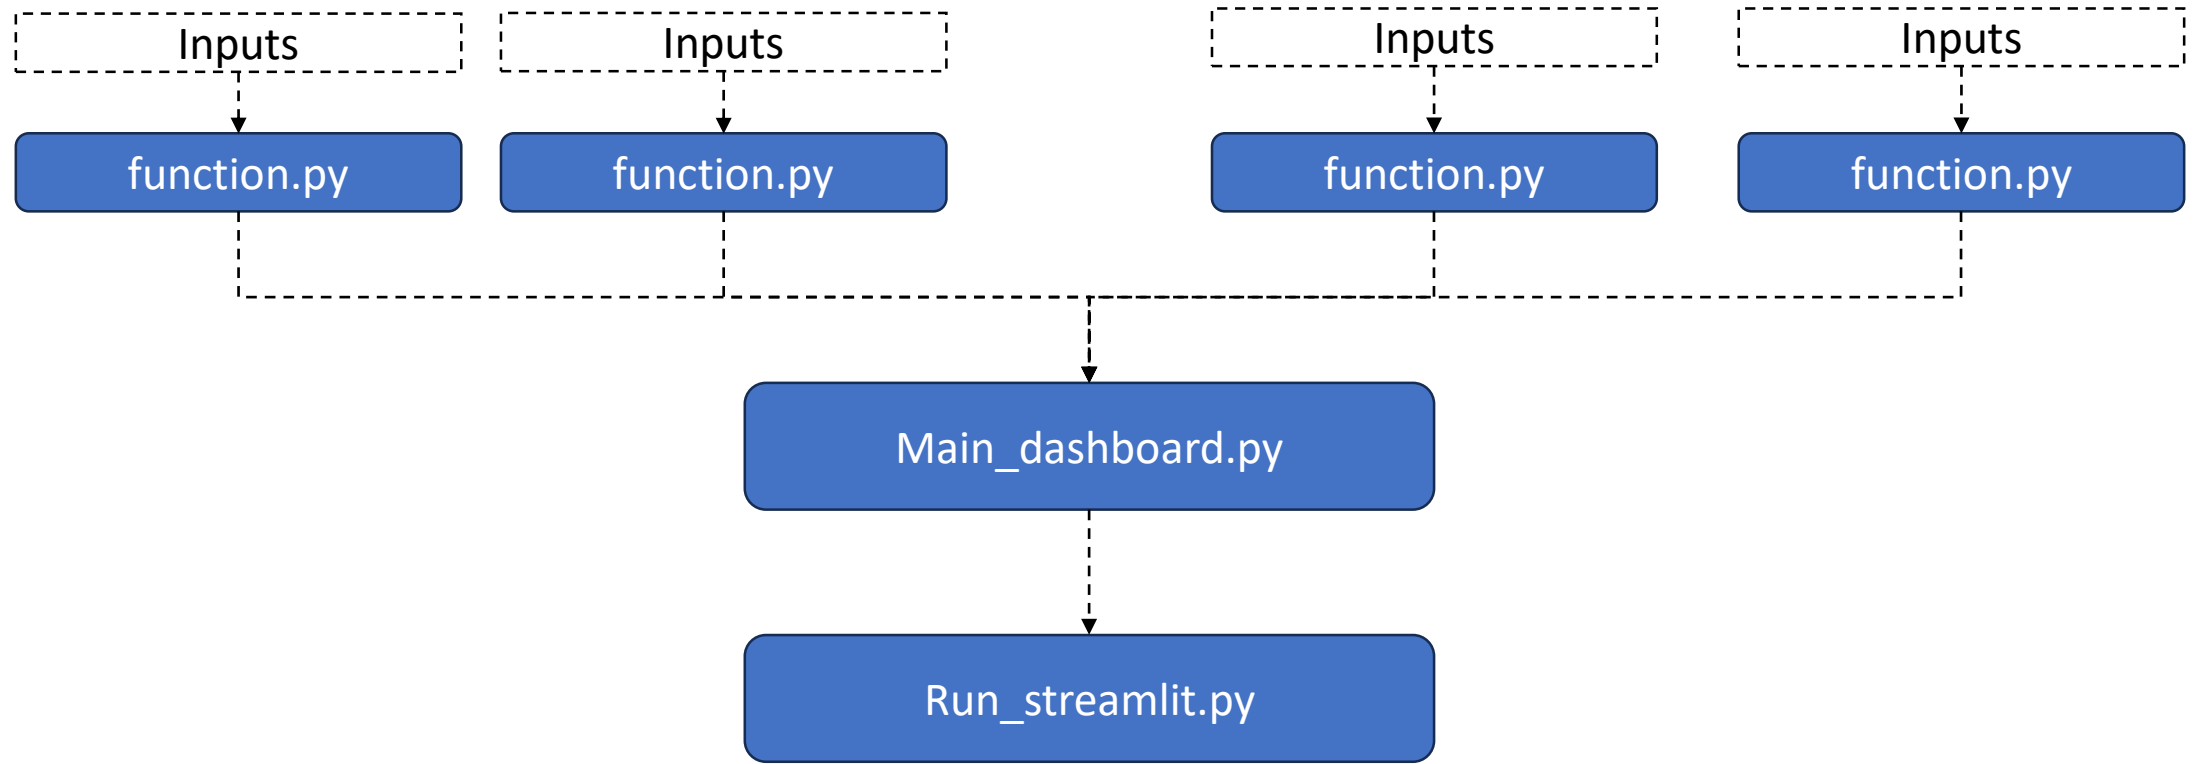 Inputs
Inputs
Inputs
Inputs
function.py
function.py
function.py
function.py
Main_dashboard.py
Run_streamlit.py